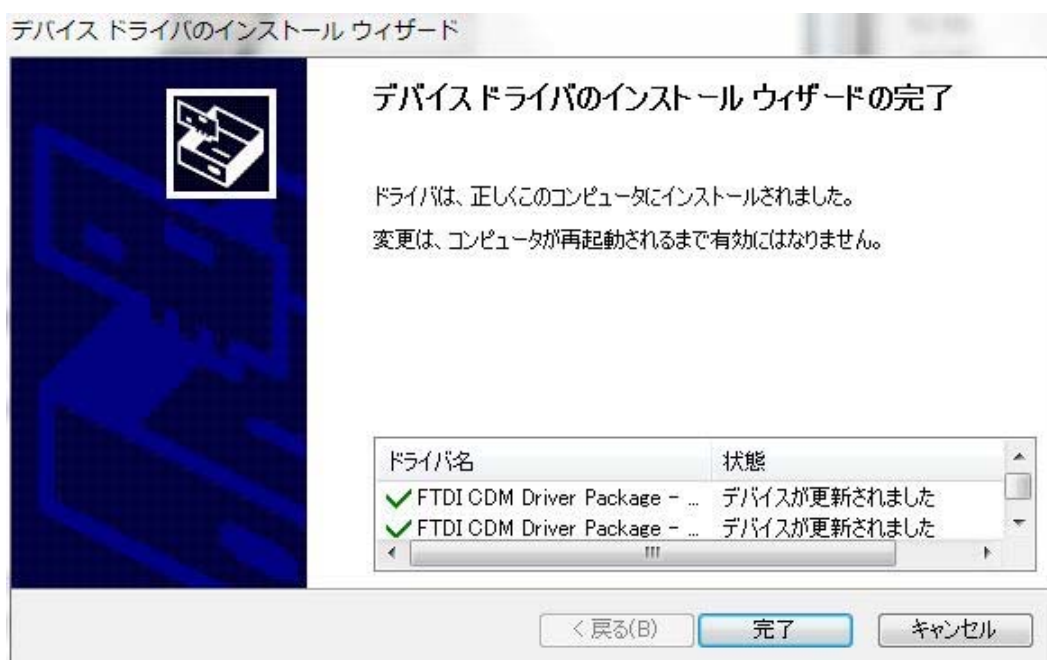 デバイス ドライバのインストール ウィザード
デバイス ドライバのインストール ウィザードの完了
ドライバは、正しくこのコンピュータにインストールされました。
変更は、コンピュータが再起動されるまで有効にはなりません。
ドライバ名 状態
FTDI CDM Driver Package - ... デバイスが更新されました
FTDI CDM Driver Package - ... デバイスが更新されました
< 戻る(B) 完了 キャンセル